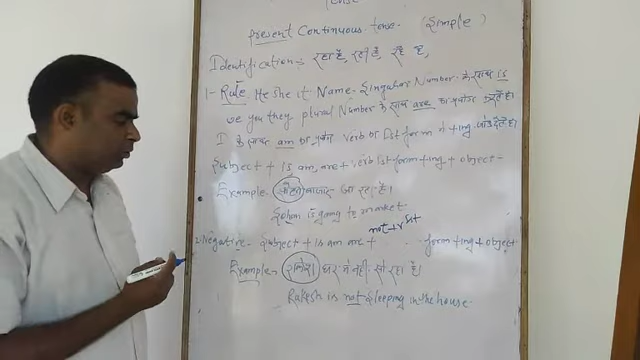 present Continuous tense. (Simple)
Identification:- रहा है, रही है, रहे है,
1- Rule He she it Name- Singular Number के साथ is
we you they plural Number के साथ are का प्रयोग करते है।
I के साथ am का प्रयोग verb of Ist form में +ing जोड़ देते है।
Subject + is, am, are + verb Ist form +ing + object-
Example- सोहन बाजार जा रहा है।
Sohan is going to market.
2. Negative- Subject + is am are + not + v Ist form +ing + object
Example- घर में नहीं सो रहा है।
Rakesh is not sleeping in the house